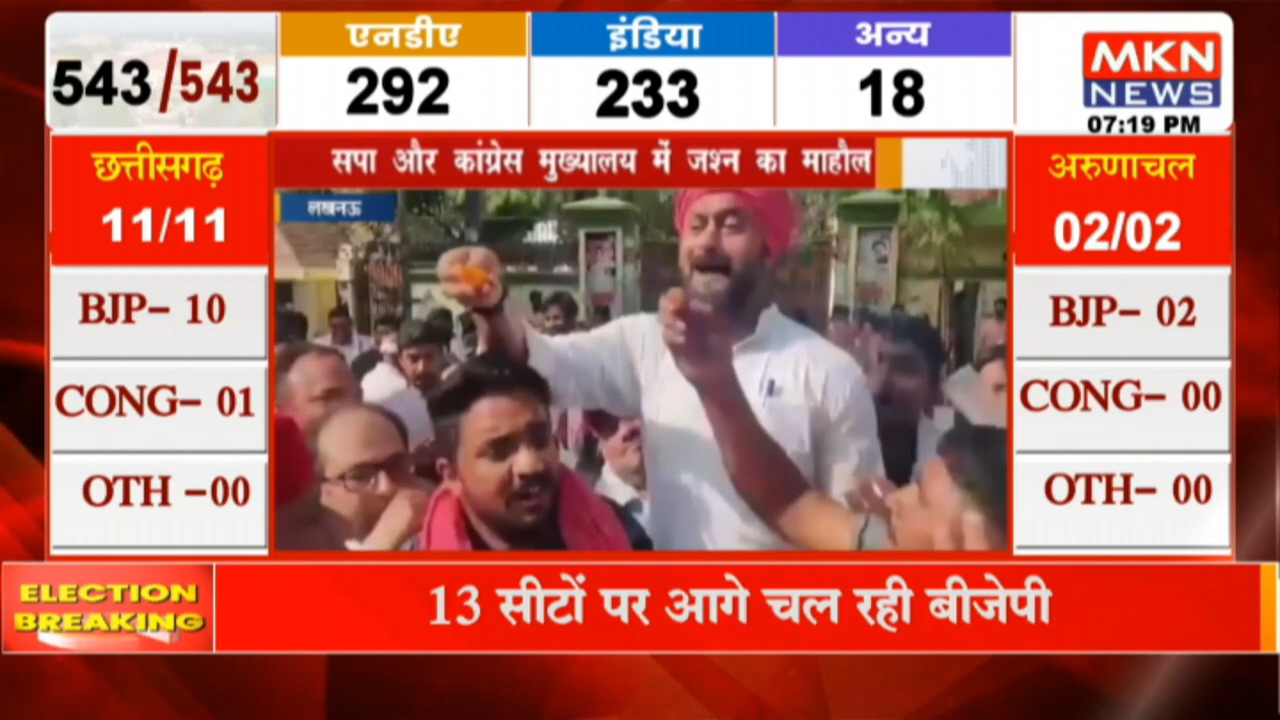 543/543
एनडीए
292
इंडिया
233
अन्य
18
MKN
NEWS
07:19 PM
छत्तीसगढ़
11/11
BJP- 10
CONG- 01
OTH -00
सपा और कांग्रेस मुख्यालय में जश्न का माहौल
लखनऊ
अरुणाचल
02/02
BJP- 02
CONG- 00
OTH- 00
ELECTION
BREAKING
13 सीटों पर आगे चल रही बीजेपी